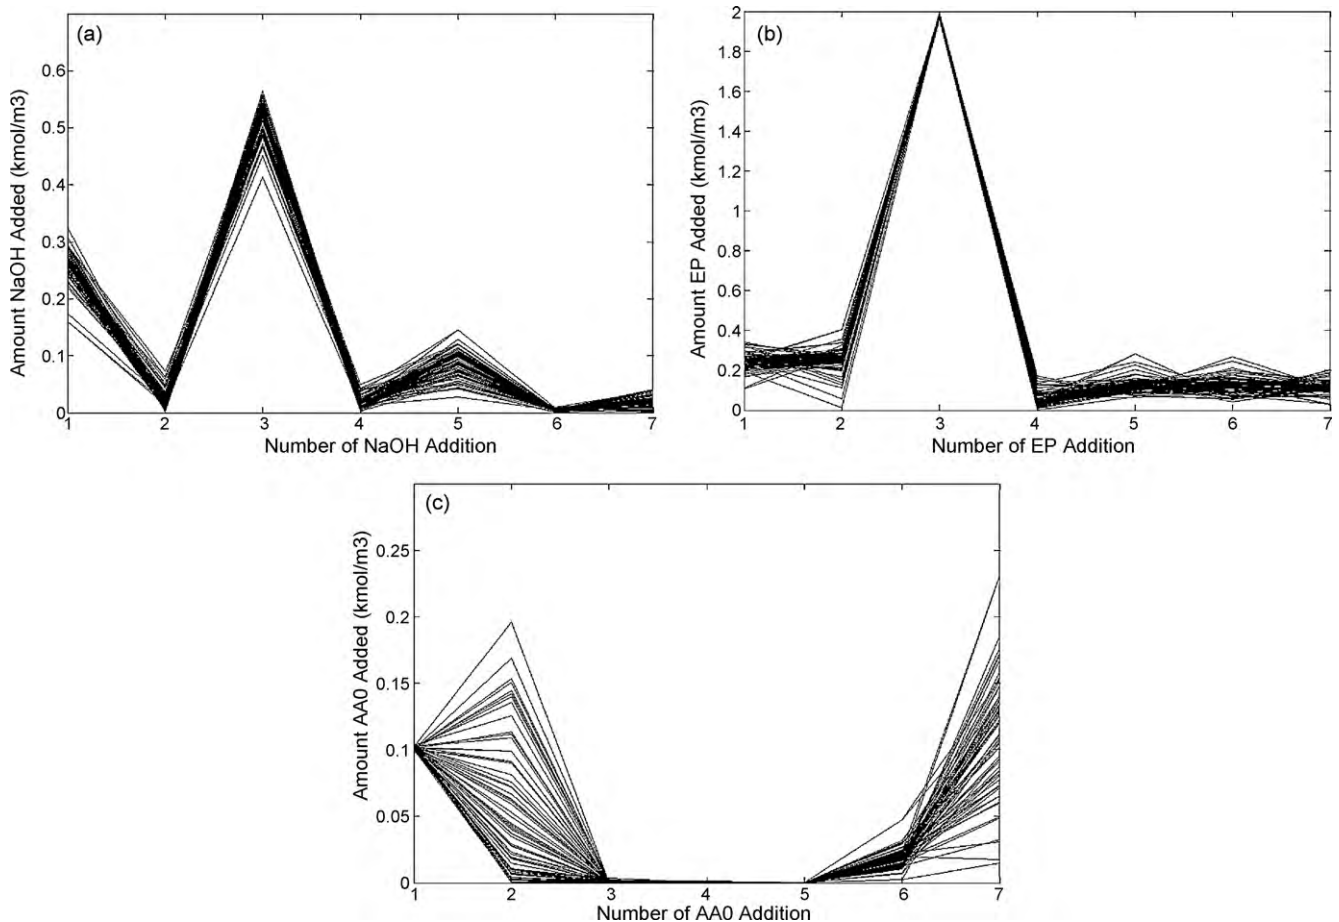 (a)
Amount NaOH Added (kmol/m3)
0.6
0.5
0.4
0.3
0.2
0.1
0
1 2 3 4 5 6 7
Number of NaOH Addition
(b)
Amount EP Added (kmol/m3)
2
1.8
1.6
1.4
1.2
1
0.8
0.6
0.4
0.2
0
1 2 3 4 5 6 7
Number of EP Addition
(c)
Amount AA0 Added (kmol/m3)
0.25
0.2
0.15
0.1
0.05
0
1 2 3 4 5 6 7
Number of AA0 Addition